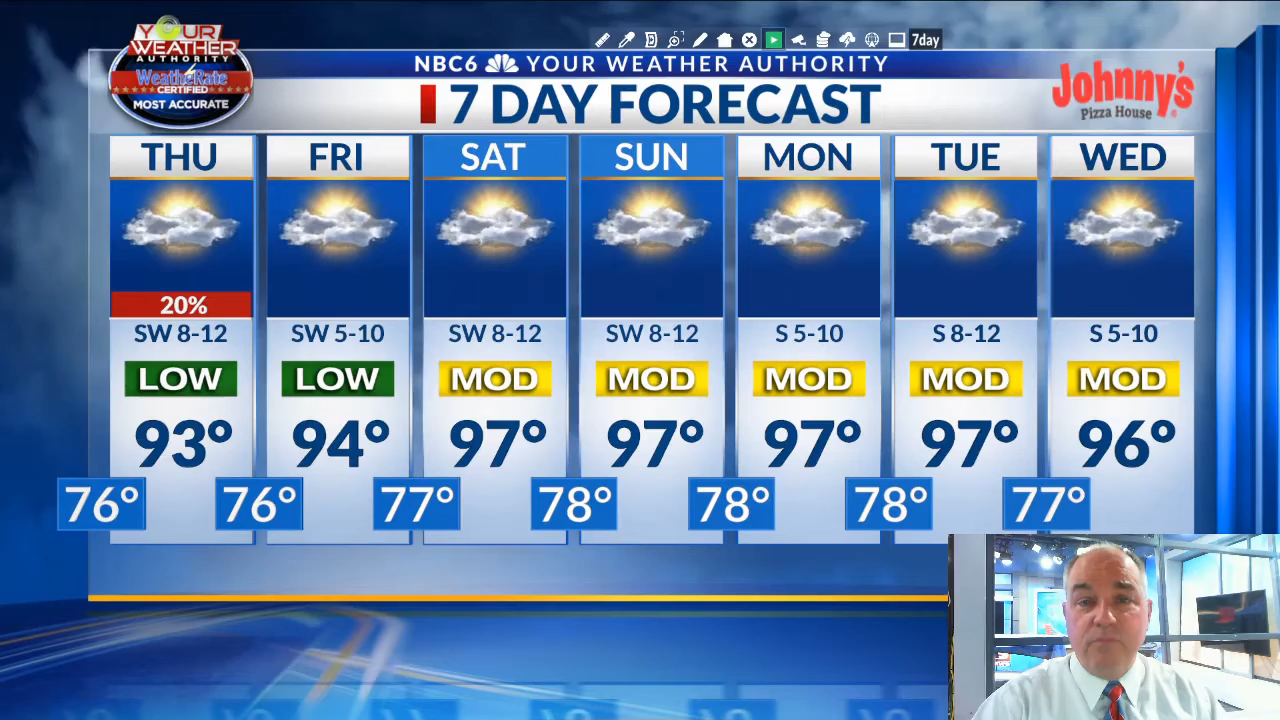 YOUR
WEATHER
AUTHORITY
WeatheRate
CERTIFIED
MOST ACCURATE
7day
NBC6 YOUR WEATHER AUTHORITY
7 DAY FORECAST
Johnny's
Pizza House
THU FRI SAT SUN MON TUE WED
20%
SW 8-12 SW 5-10 SW 8-12 SW 8-12 S 5-10 S 8-12 S 5-10
LOW LOW MOD MOD MOD MOD MOD
93° 94° 97° 97° 97° 97° 96°
76° 76° 77° 78° 78° 78° 77°